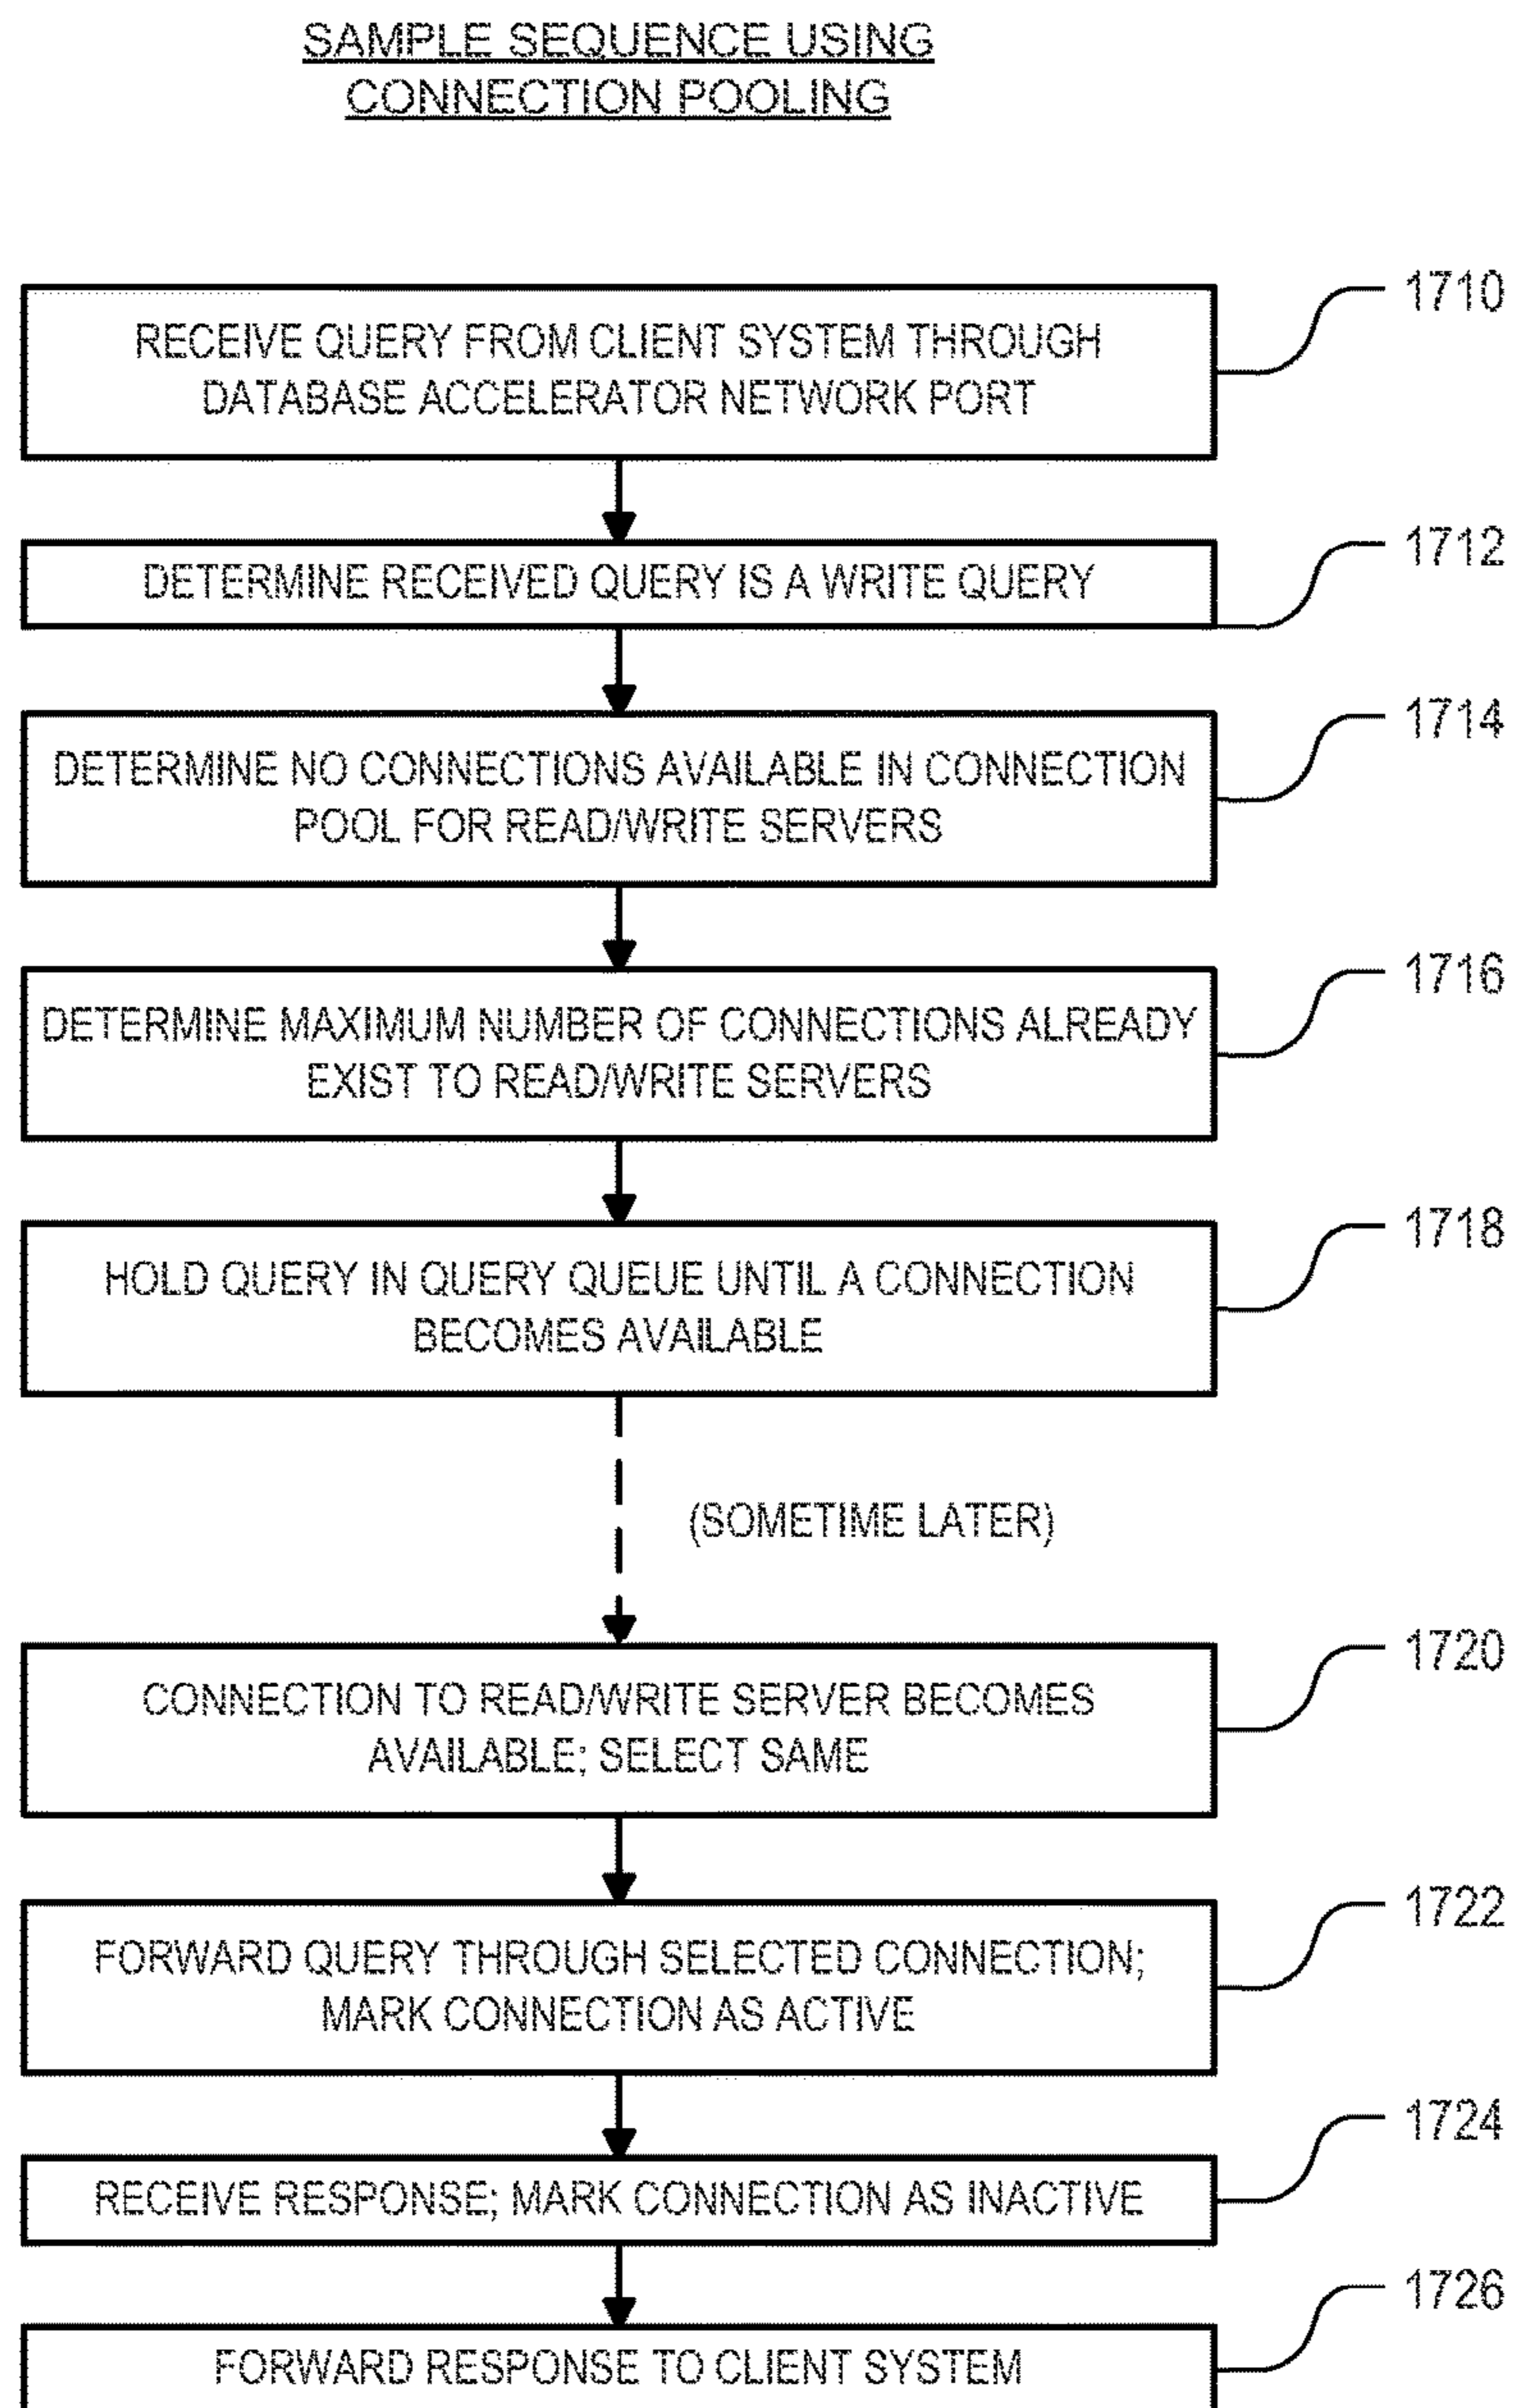 SAMPLE SEQUENCE USING
CONNECTION POOLING
1710
RECEIVE QUERY FROM CLIENT SYSTEM THROUGH
DATABASE ACCELERATOR NETWORK PORT
1712
DETERMINE RECEIVED QUERY IS A WRITE QUERY
1714
DETERMINE NO CONNECTIONS AVAILABLE IN CONNECTION
POOL FOR READ/WRITE SERVERS
1716
DETERMINE MAXIMUM NUMBER OF CONNECTIONS ALREADY
EXIST TO READ/WRITE SERVERS
1718
HOLD QUERY IN QUERY QUEUE UNTIL A CONNECTION
BECOMES AVAILABLE
(SOMETIME LATER)
1720
CONNECTION TO READ/WRITE SERVER BECOMES
AVAILABLE; SELECT SAME
1722
FORWARD QUERY THROUGH SELECTED CONNECTION;
MARK CONNECTION AS ACTIVE
1724
RECEIVE RESPONSE; MARK CONNECTION AS INACTIVE
1726
FORWARD RESPONSE TO CLIENT SYSTEM